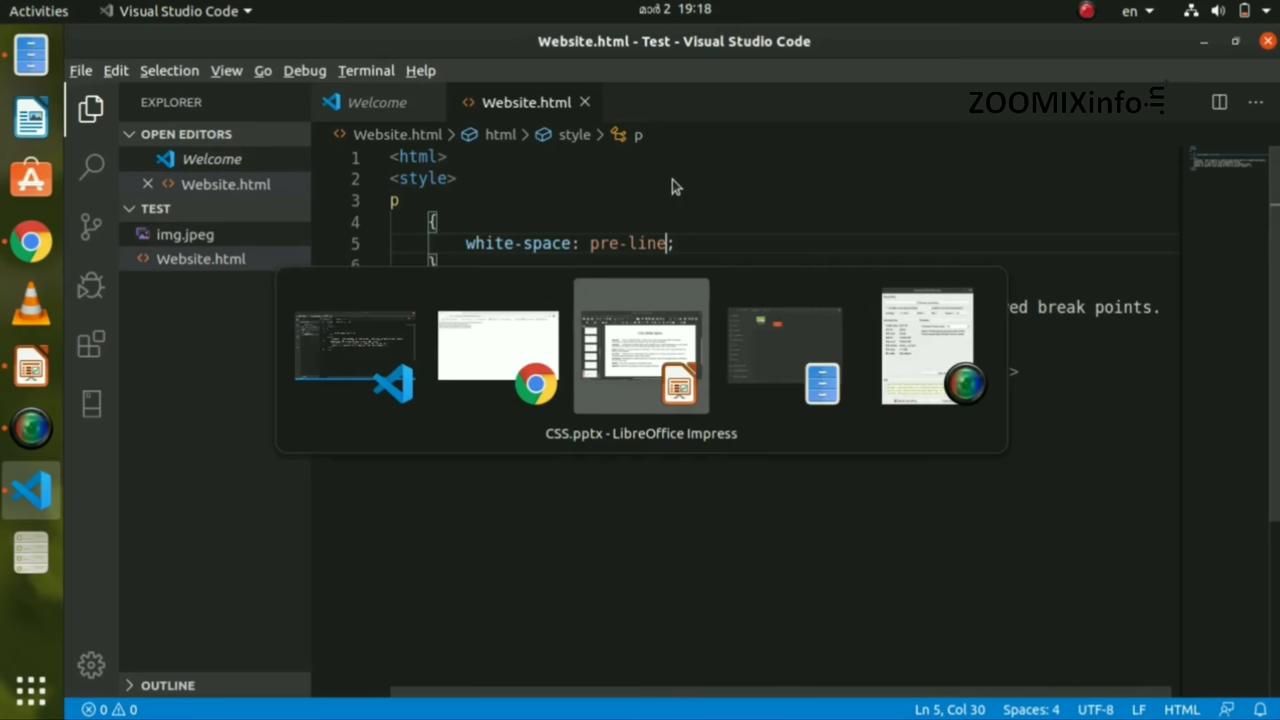 Activities
Visual Studio Code
മാർ 2 19:18
en
Website.html - Test - Visual Studio Code
File Edit Selection View Go Debug Terminal Help
EXPLORER
Welcome
Website.html
ZOOMIXinfo.in
OPEN EDITORS
Website.html > html > style > p
Welcome
Website.html
TEST
img.jpeg
Website.html
1 <html>
2 <style>
3 p
4 {
5 white-space: pre-line;
6 }
ed break points.
>
CSS.pptx - LibreOffice Impress
OUTLINE
0 0
Ln 5, Col 30 Spaces: 4 UTF-8 LF HTML